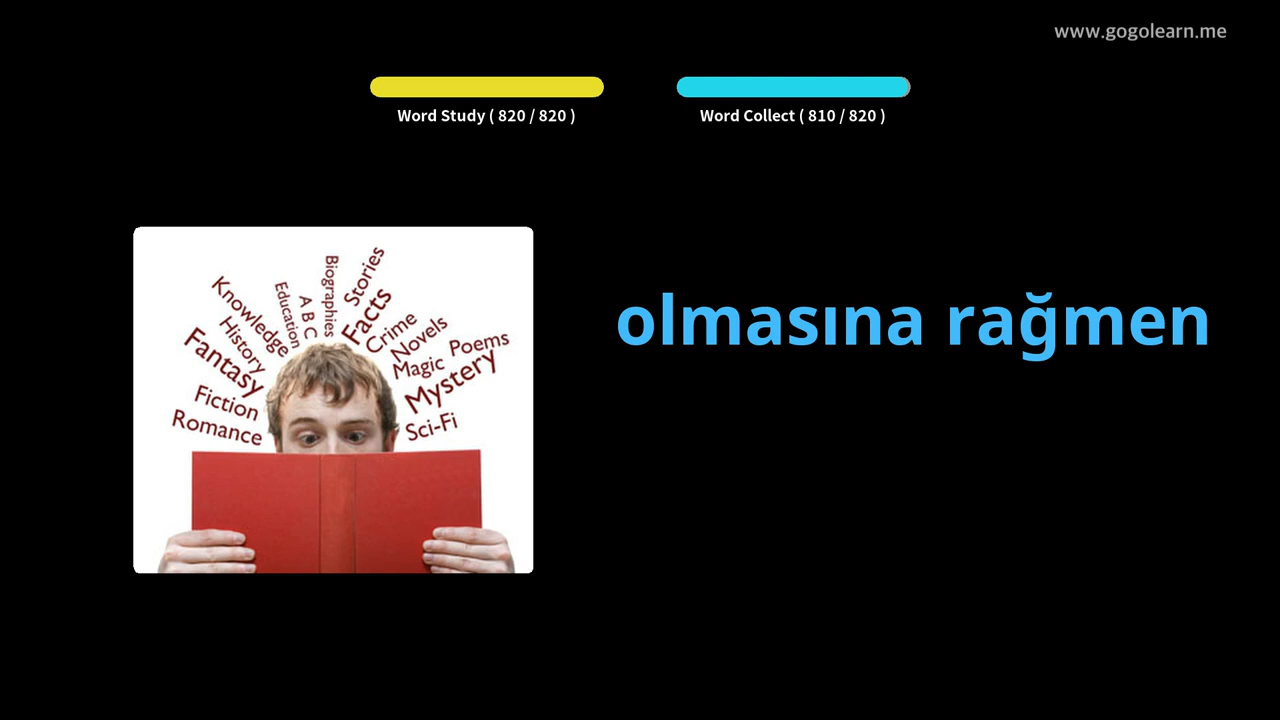 www.gogolearn.me
Word Study ( 820 / 820 )
Word Collect ( 810 / 820 )
olmasına rağmen
Knowledge
History
Fantasy
Fiction
Romance
Education
A B C
Biographies
Stories
Facts
Crime
Novels
Magic
Poems
Mystery
Sci-Fi